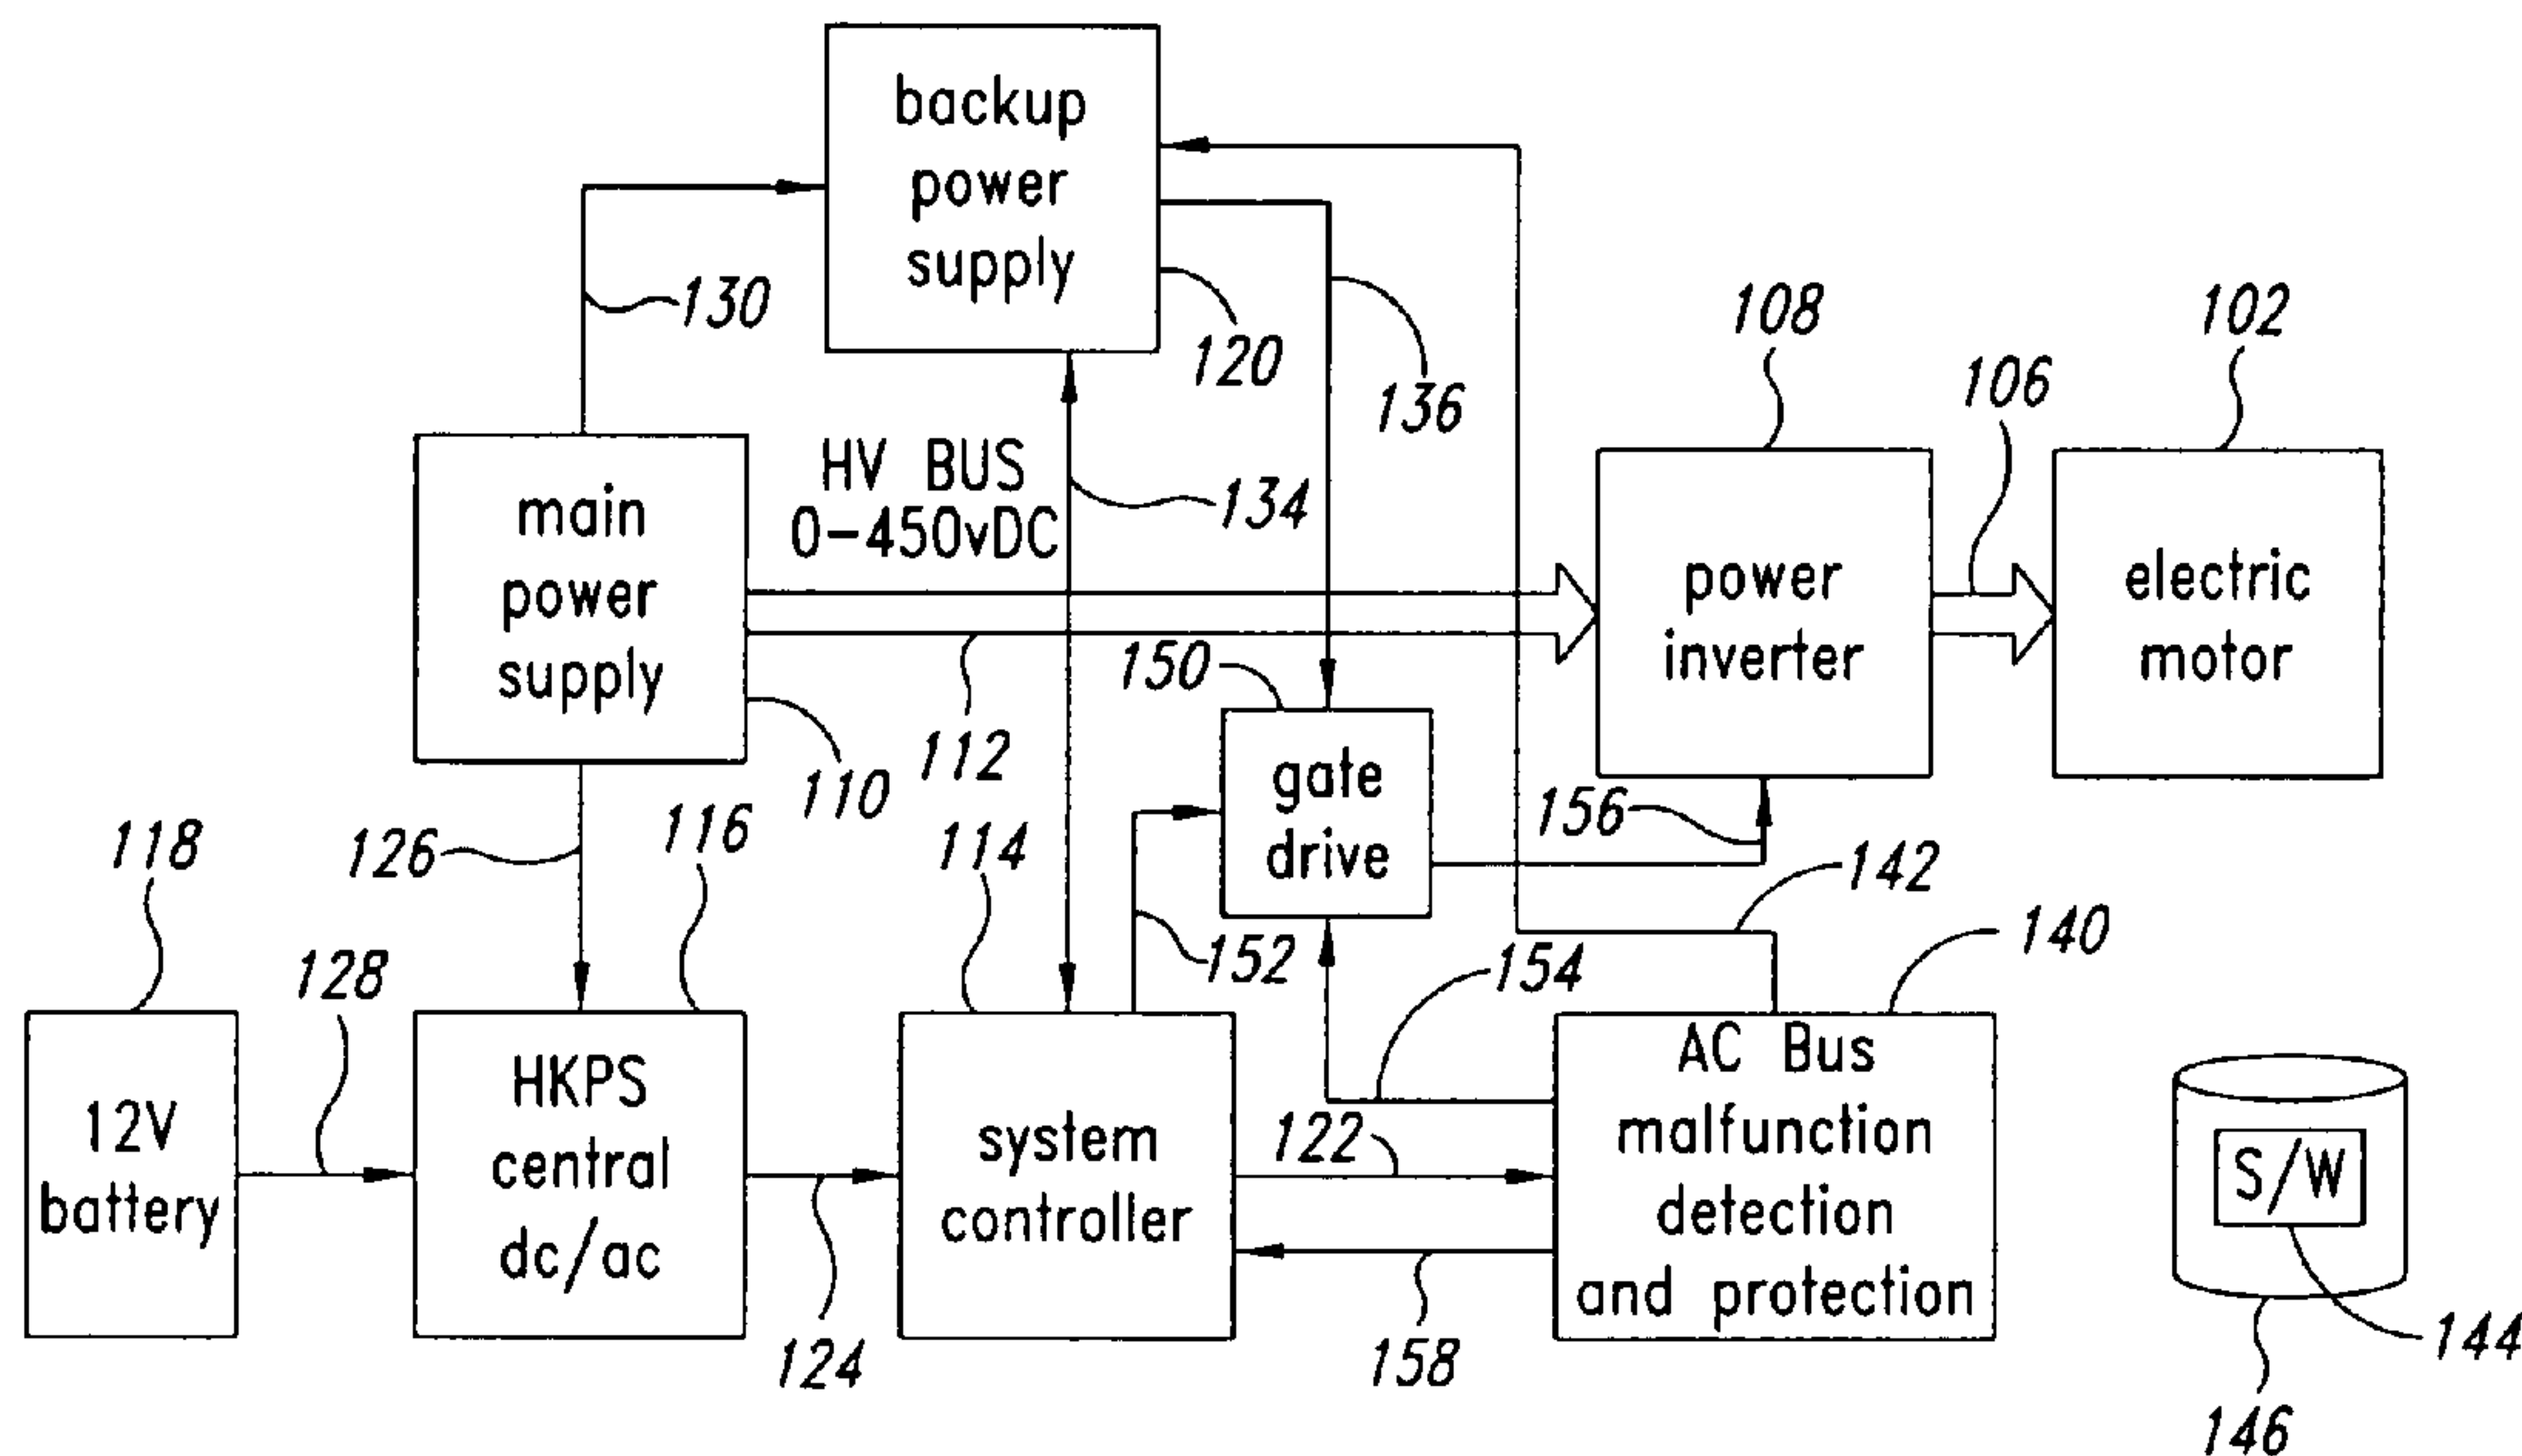 backup
power
supply
130
120
136
108
102
106
HV BUS
0-450vDC
134
main
power
supply
110
112
150
gate
drive
power
inverter
electric
motor
156
142
140
118
126
116
114
152
154
128
12V
battery
HKPS
central
dc/ac
124
system
controller
122
158
AC Bus
malfunction
detection
and protection
S/W
144
146